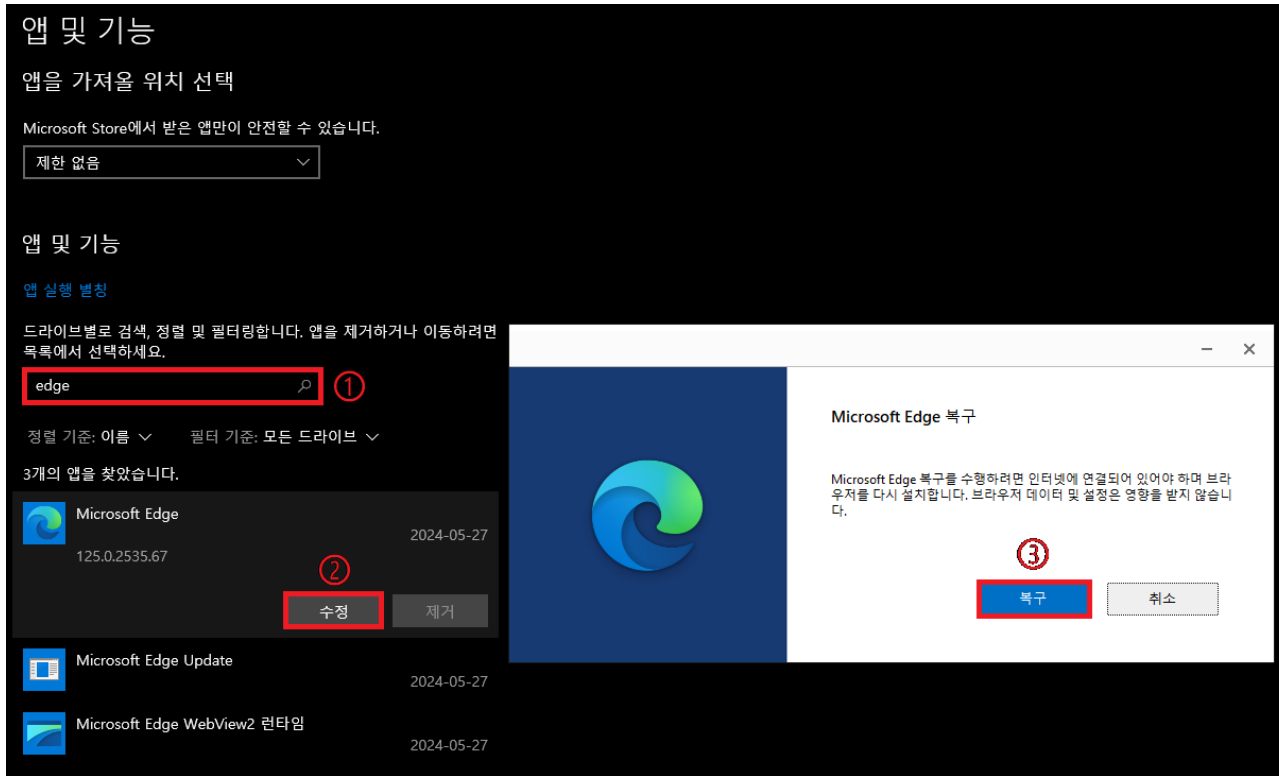 앱 및 기능
앱을 가져올 위치 선택
Microsoft Store에서 받은 앱만이 안전할 수 있습니다.
제한 없음
앱 및 기능
앱 실행 별칭
드라이브별로 검색, 정렬 및 필터링합니다. 앱을 제거하거나 이동하려면
목록에서 선택하세요.
edge
①
정렬 기준: 이름 필터 기준: 모든 드라이브
3개의 앱을 찾았습니다.
Microsoft Edge
2024-05-27
125.0.2535.67
②
수정 제거
Microsoft Edge Update
2024-05-27
Microsoft Edge WebView2 런타임
2024-05-27
Microsoft Edge 복구
Microsoft Edge 복구를 수행하려면 인터넷에 연결되어 있어야 하며 브라
우저를 다시 설치합니다. 브라우저 데이터 및 설정은 영향을 받지 않습니
다.
③
복구 취소